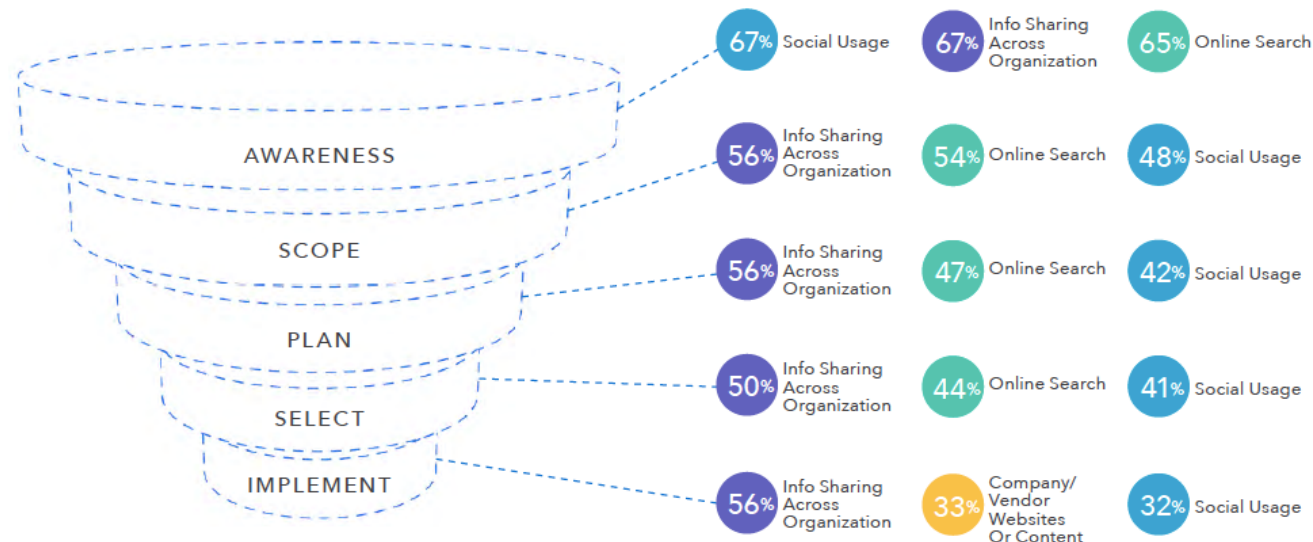 67% Social Usage
67% Info Sharing
Across
Organization
65% Online Search
AWARENESS
56% Info Sharing
Across
Organization
54% Online Search
48% Social Usage
SCOPE
56% Info Sharing
Across
Organization
47% Online Search
42% Social Usage
PLAN
50% Info Sharing
Across
Organization
44% Online Search
41% Social Usage
SELECT
IMPLEMENT
56% Info Sharing
Across
Organization
33% Company/
Vendor
Websites
Or Content
32% Social Usage